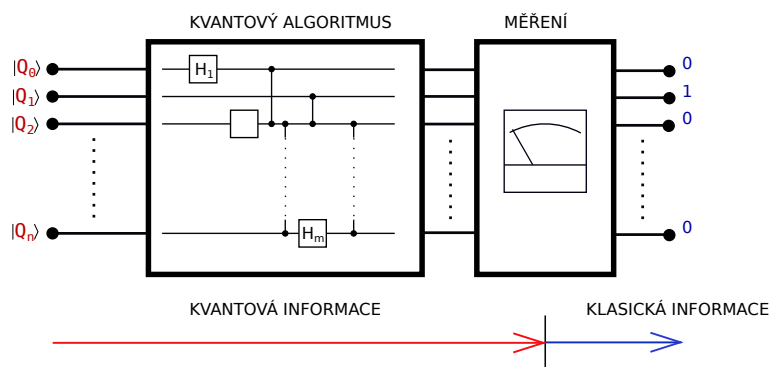 KVANTOVÝ ALGORITMUS
MĚŘENÍ
|Q₀⟩
H₁
0
|Q₁⟩
1
|Q₂⟩
0
|Qₙ⟩
Hₘ
0
KVANTOVÁ INFORMACE
KLASICKÁ INFORMACE